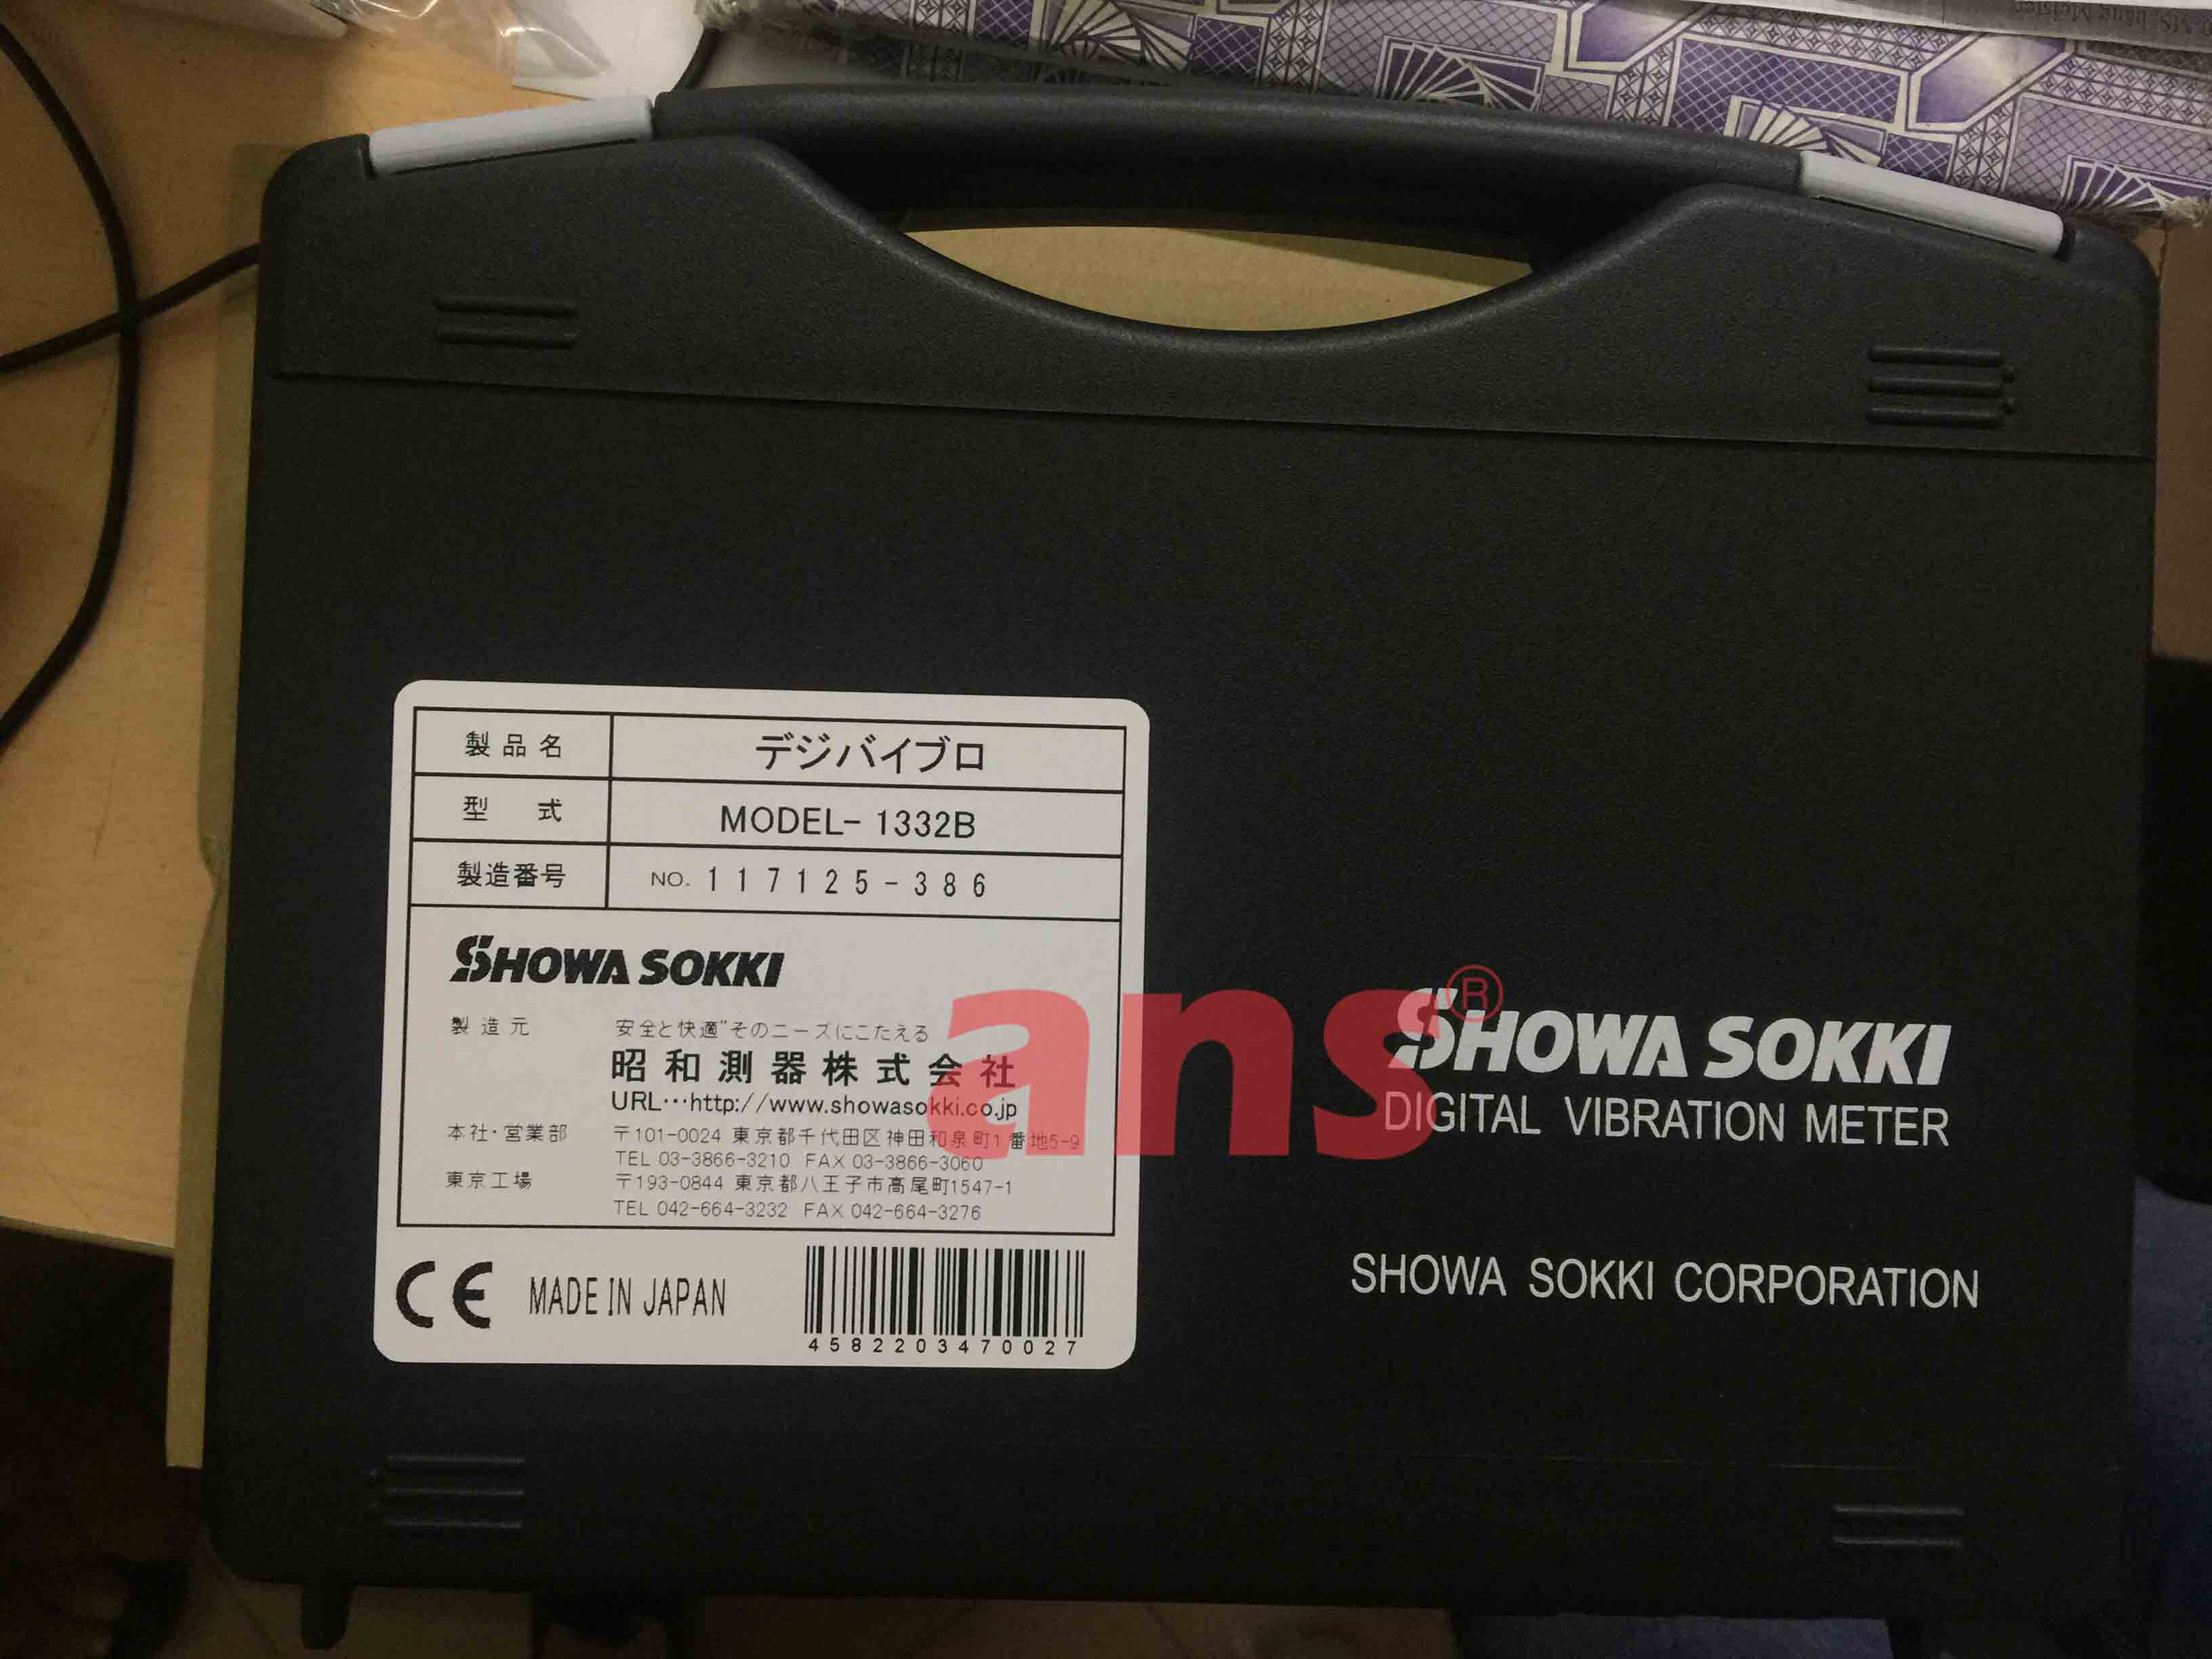 製品名 デジバイブロ
型 式 MODEL-1332B
製造番号 NO. 117125-386
SHOWA SOKKI
製造元 安全と快適"そのニーズにこたえる
昭和測器株式会社
URL…http://www.showasokki.co.jp
本社・営業部 〒101-0024 東京都千代田区神田和泉町1番地5-9
TEL 03-3866-3210 FAX 03-3866-3060
東京工場 〒193-0844 東京都八王子市高尾町1547-1
TEL 042-664-3232 FAX 042-664-3276
CE MADE IN JAPAN
4582203470027
ans®
SHOWA SOKKI
DIGITAL VIBRATION METER
SHOWA SOKKI CORPORATION